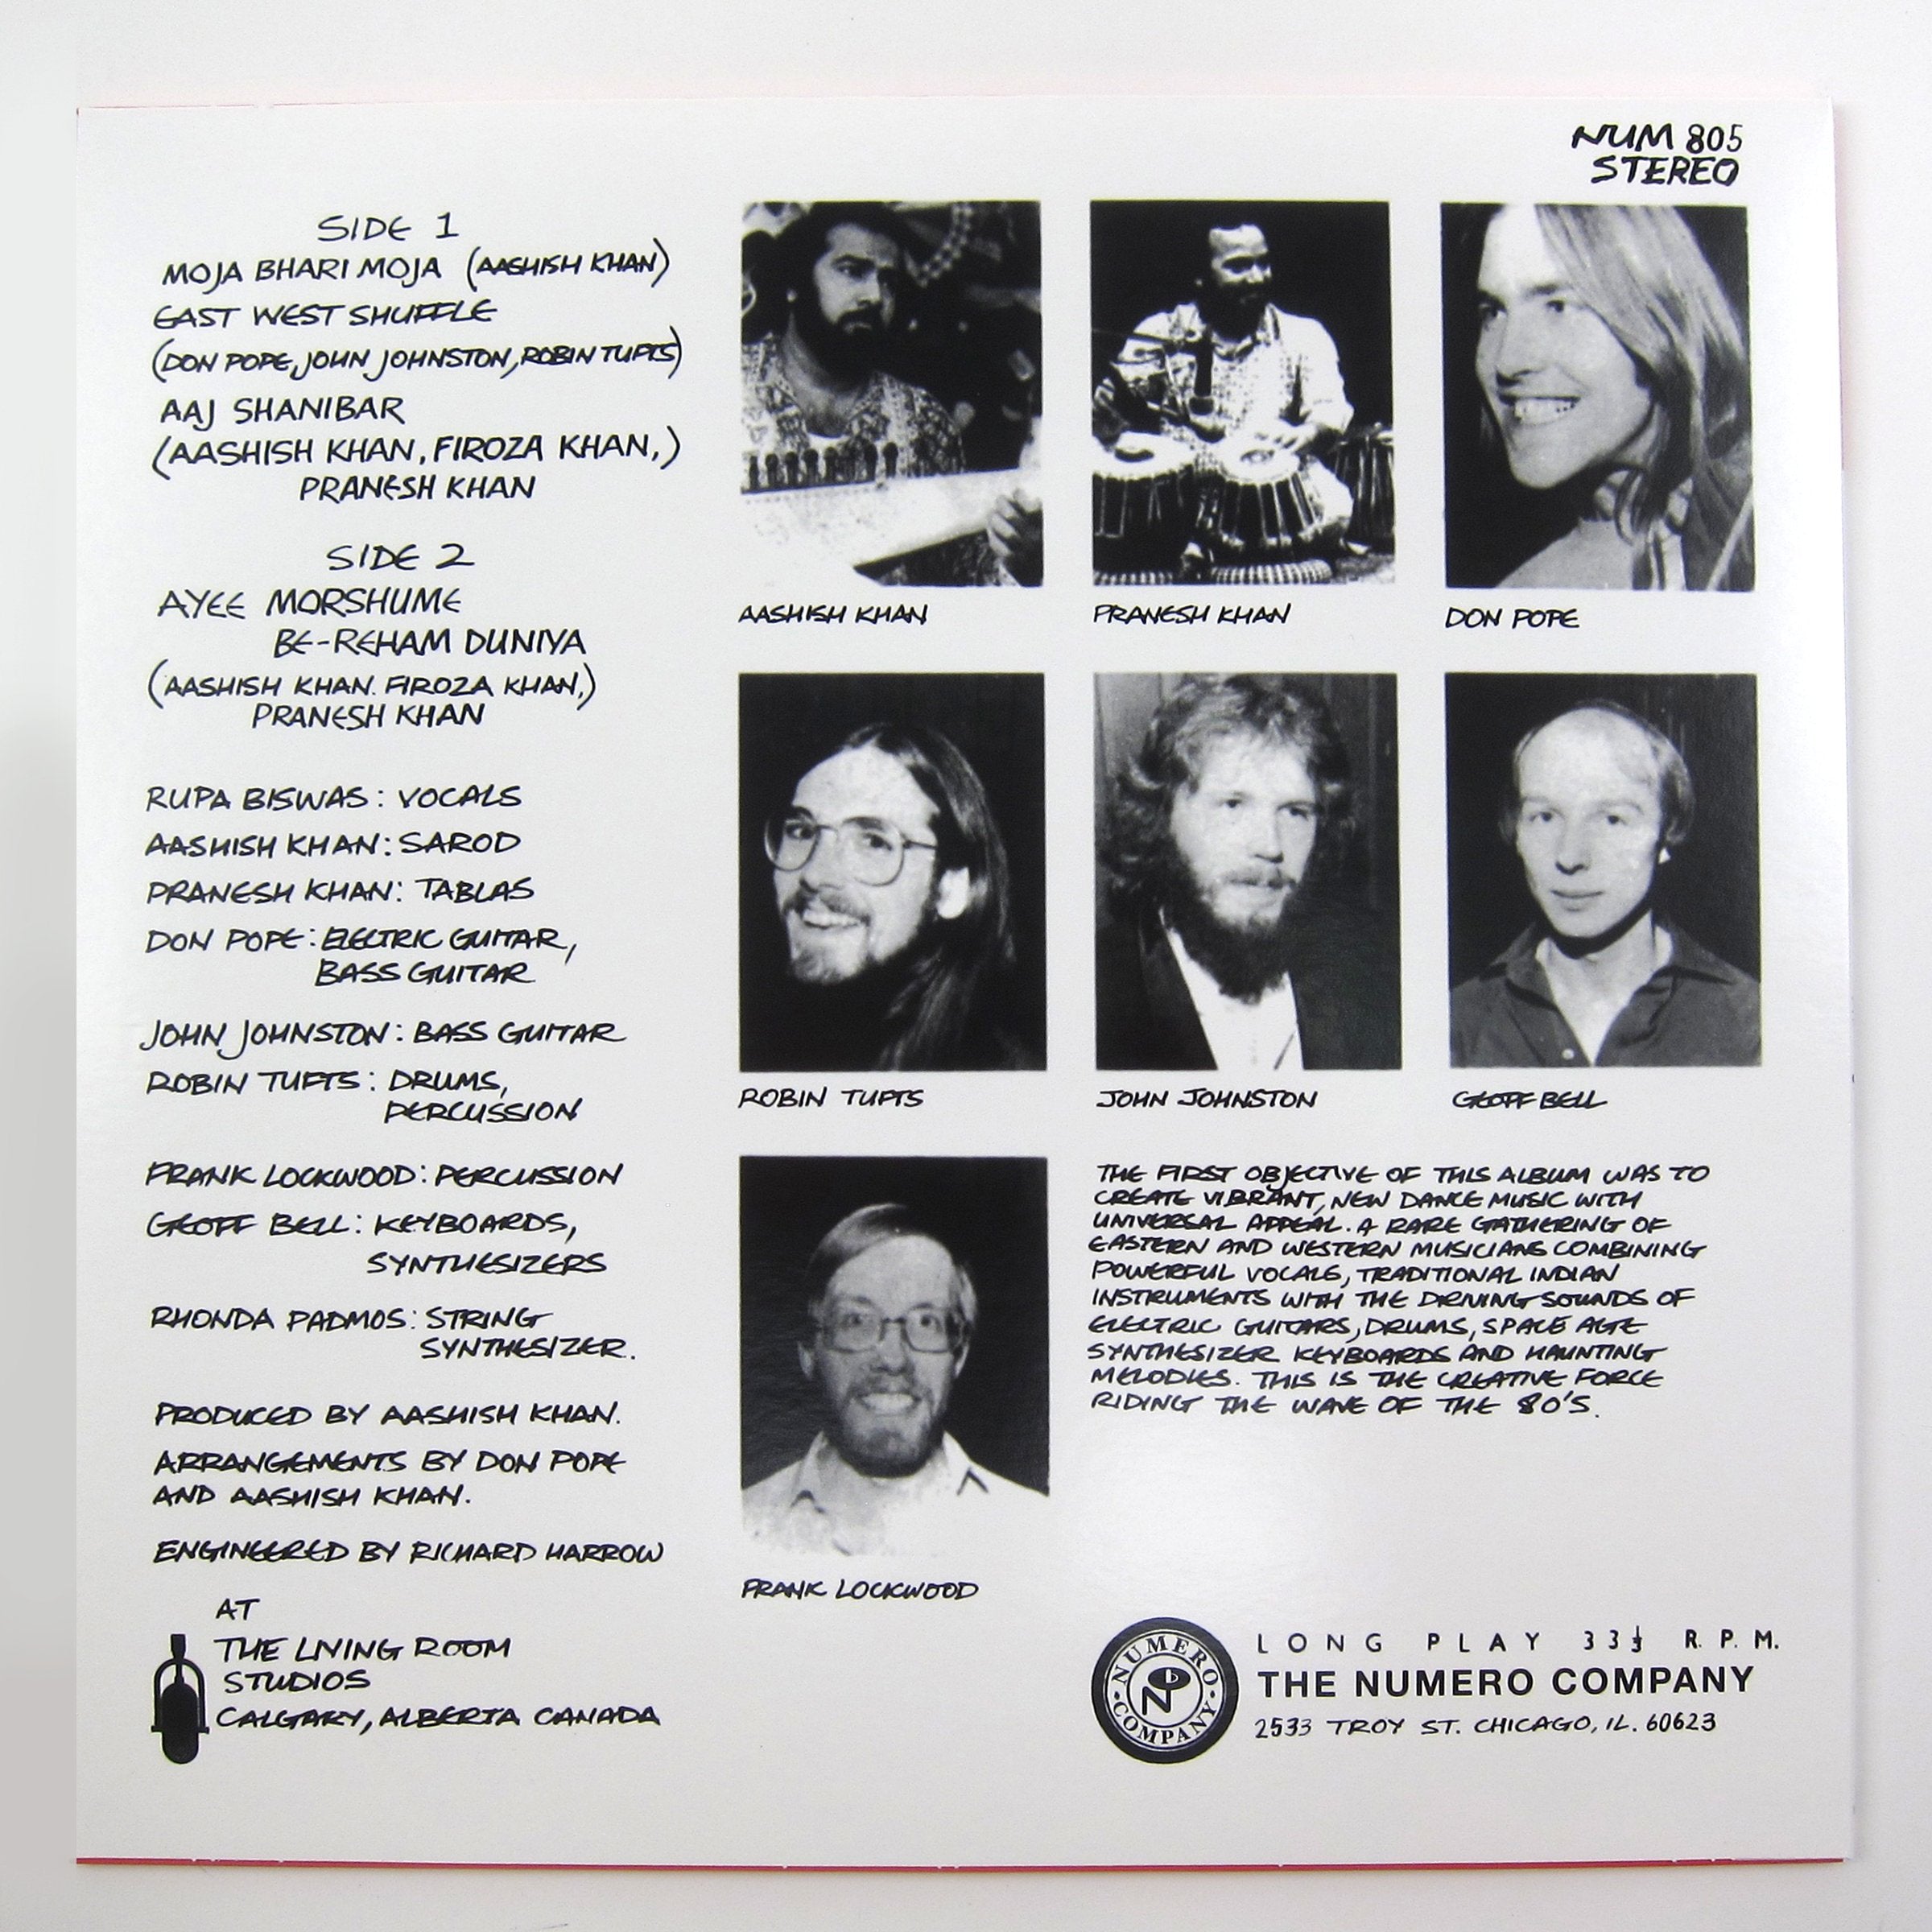 NUM 805
STEREO
SIDE 1
MOJA BHARI MOJA (AASHISH KHAN)
EAST WEST SHUFFLE
(DON POPE, JOHN JOHNSTON, ROBIN TUFTS)
AAJ SHANIBAR
(AASHISH KHAN, FIROZA KHAN,)
PRANESH KHAN
SIDE 2
AYEE MORSHUME
BE-REHAM DUNIYA
(AASHISH KHAN. FIROZA KHAN,)
PRANESH KHAN
RUPA BISWAS: VOCALS
AASHISH KHAN: SAROD
PRANESH KHAN: TABLAS
DON POPE: ELECTRIC GUITAR,
BASS GUITAR
JOHN JOHNSTON: BASS GUITAR
ROBIN TUFTS: DRUMS,
PERCUSSION
FRANK LOCKWOOD: PERCUSSION
GEOFF BELL: KEYBOARDS,
SYNTHESIZERS
RHONDA PADMOS: STRING
SYNTHESIZER.
PRODUCED BY AASHISH KHAN.
ARRANGEMENTS BY DON POPE
AND AASHISH KHAN.
ENGINEERED BY RICHARD HARROW
AT
THE LIVING ROOM
STUDIOS
CALGARY, ALBERTA CANADA
AASHISH KHAN
PRANESH KHAN
DON POPE
ROBIN TUFTS
JOHN JOHNSTON
GEOFF BELL
FRANK LOCKWOOD
THE FIRST OBJECTIVE OF THIS ALBUM WAS TO
CREATE VIBRANT, NEW DANCE MUSIC WITH
UNIVERSAL APPEAL. A RARE GATHERING OF
EASTERN AND WESTERN MUSICIANS COMBINING
POWERFUL VOCALS, TRADITIONAL INDIAN
INSTRUMENTS WITH THE DRIVING SOUNDS OF
ELECTRIC GUITARS, DRUMS, SPACE AGE
SYNTHESIZER KEYBOARDS AND HAUNTING
MELODIES. THIS IS THE CREATIVE FORCE
RIDING THE WAVE OF THE 80'S.
NUMERO COMPANY
N
LONG PLAY 33⅓ R.P.M.
THE NUMERO COMPANY
2533 TROY ST. CHICAGO, IL. 60623